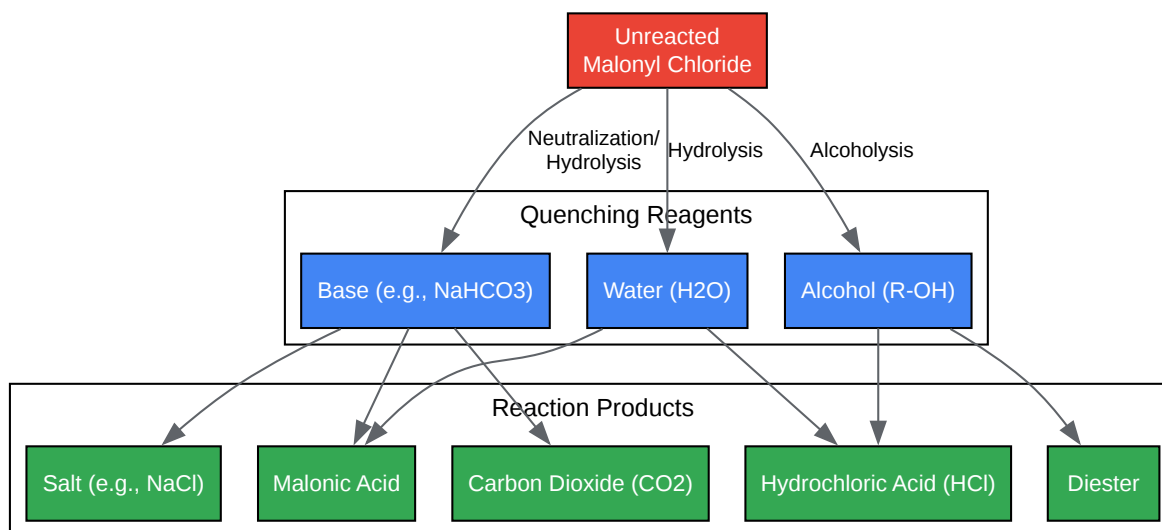 Unreacted
Malonyl Chloride
Neutralization/
Hydrolysis
Hydrolysis
Alcoholysis
Quenching Reagents
Base (e.g., NaHCO3)
Water (H2O)
Alcohol (R-OH)
Reaction Products
Salt (e.g., NaCl)
Malonic Acid
Carbon Dioxide (CO2)
Hydrochloric Acid (HCl)
Diester